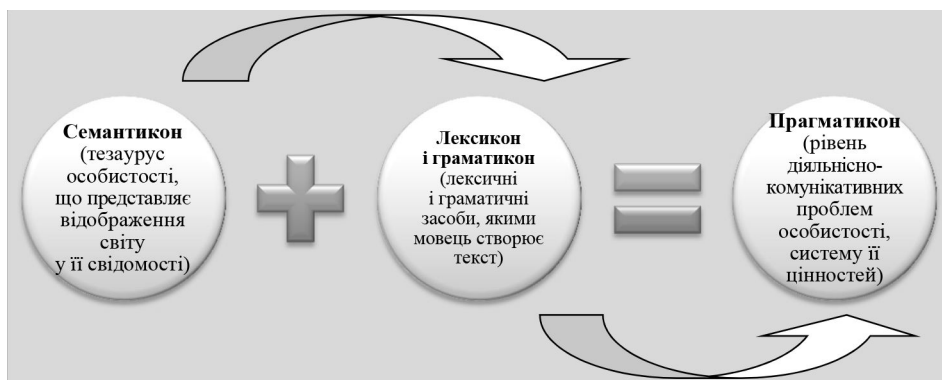 Семантикон
(тезаурус
особистості,
що представляє
відображення
світу
у її свідомості)
Лексикон
і граматикон
(лексичні
і граматичні
засоби, якими
мовець створює
текст)
Прагматикон
(рівень
діяльнісно-
комунікативних
проблем
особистості,
систему її
цінностей)